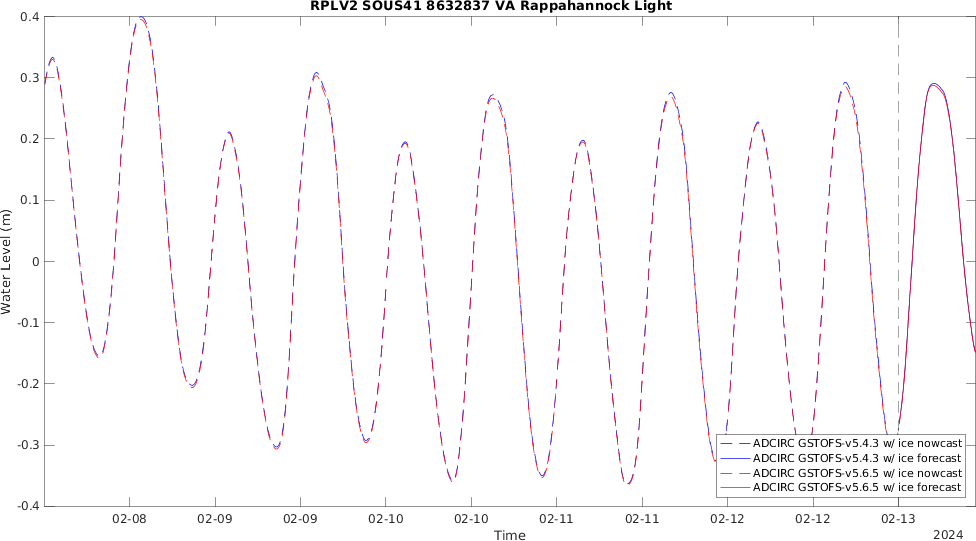 RPLV2 SOUS41 8632837 VA Rappahannock Light
0.4
0.3
0.2
0.1
0
-0.1
-0.2
-0.3
-0.4
Water Level (m)
ADCIRC GSTOFS-v5.4.3 w/ ice nowcast
ADCIRC GSTOFS-v5.4.3 w/ ice forecast
ADCIRC GSTOFS-v5.6.5 w/ ice nowcast
ADCIRC GSTOFS-v5.6.5 w/ ice forecast
02-08 02-09 02-09 02-10 02-10 02-11 02-11 02-12 02-12 02-13
Time
2024